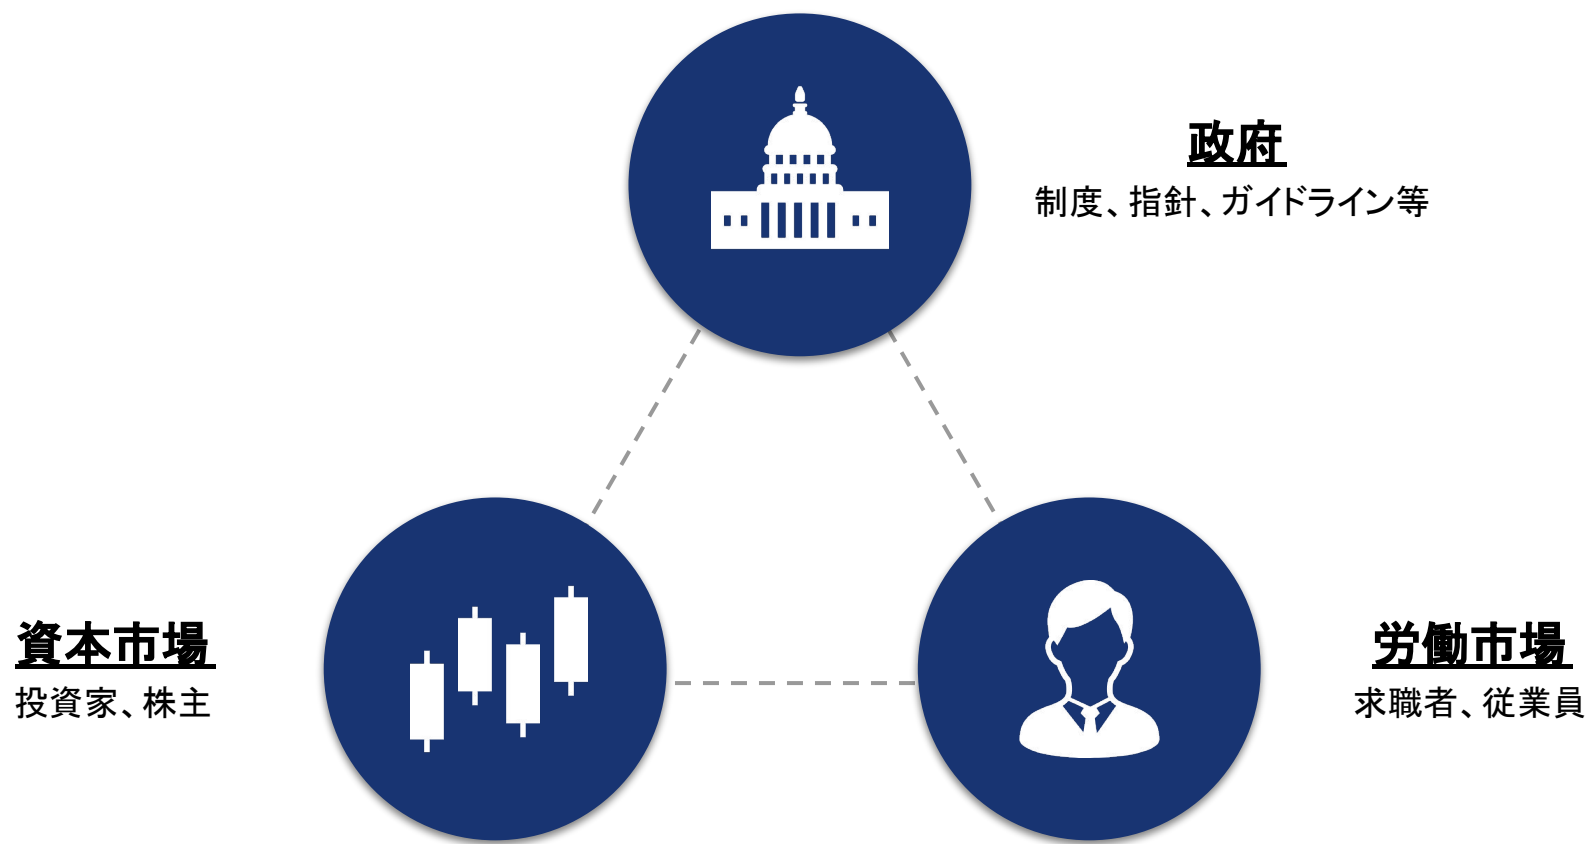 政府
制度、指針、ガイドライン等
資本市場
投資家、株主
労働市場
求職者、従業員